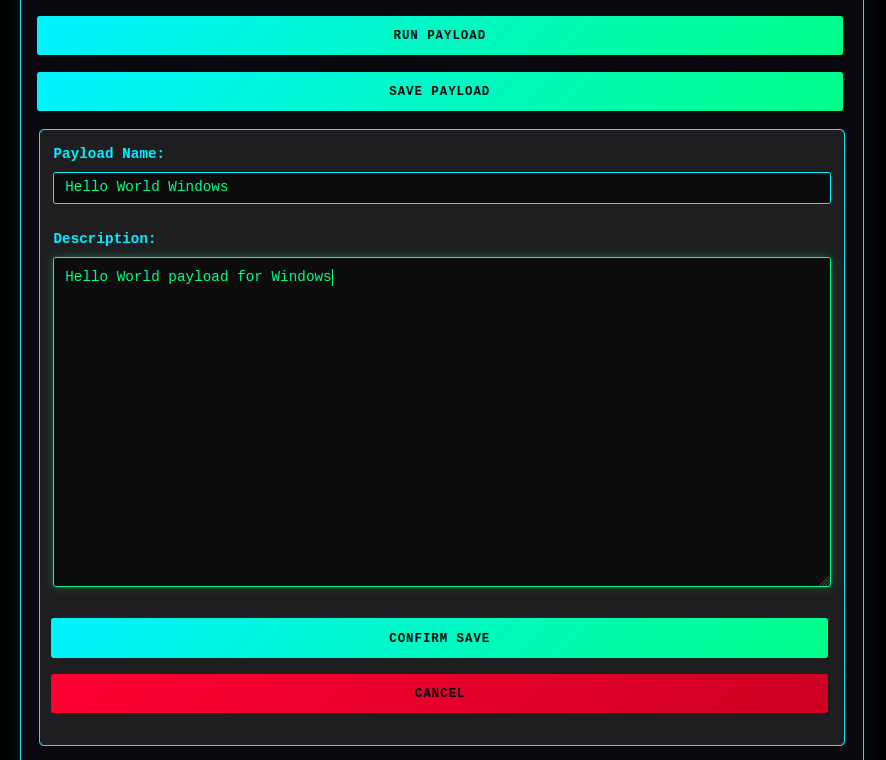 RUN PAYLOAD
SAVE PAYLOAD
Payload Name:
Hello World Windows
Description:
Hello World payload for Windows
CONFIRM SAVE
CANCEL